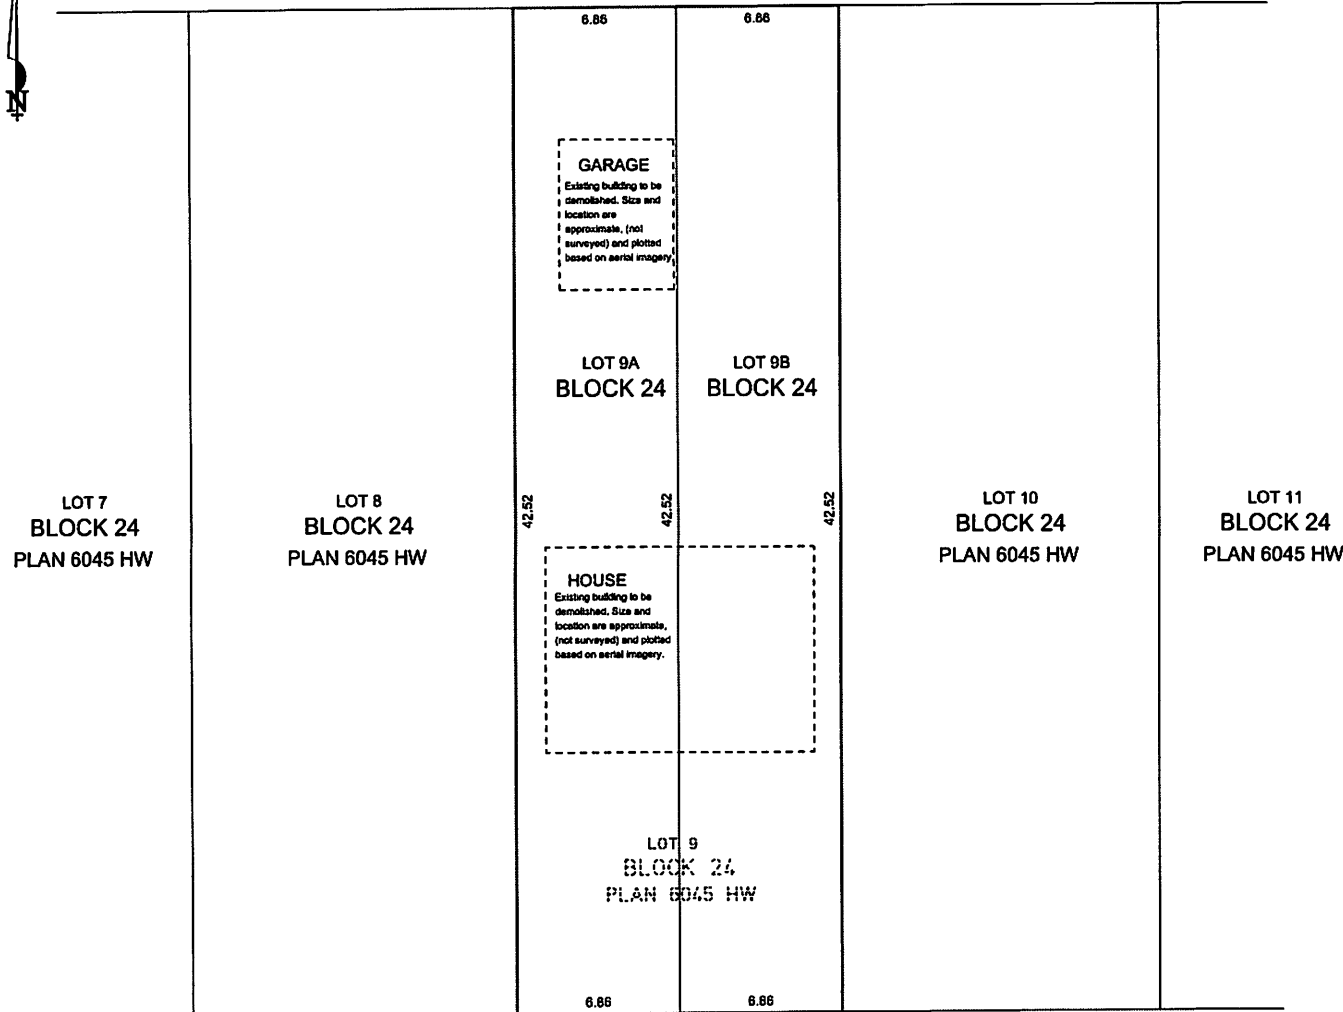 6.86
6.86
N
GARAGE
Existing building to be
demolished. Size and
location are
approximate, (not
surveyed) and plotted
based on aerial imagery
LOT 9A
BLOCK 24
LOT 9B
BLOCK 24
LOT 7
BLOCK 24
PLAN 6045 HW
LOT 8
BLOCK 24
PLAN 6045 HW
42.52
42.52
42.52
LOT 10
BLOCK 24
PLAN 6045 HW
LOT 11
BLOCK 24
PLAN 6045 HW
HOUSE
Existing building to be
demolished, Size and
location are approximate,
(not surveyed) and plotted
based on aerial imagery.
LOT 9
BLOCK 24
PLAN 6045 HW
6.86
6.86